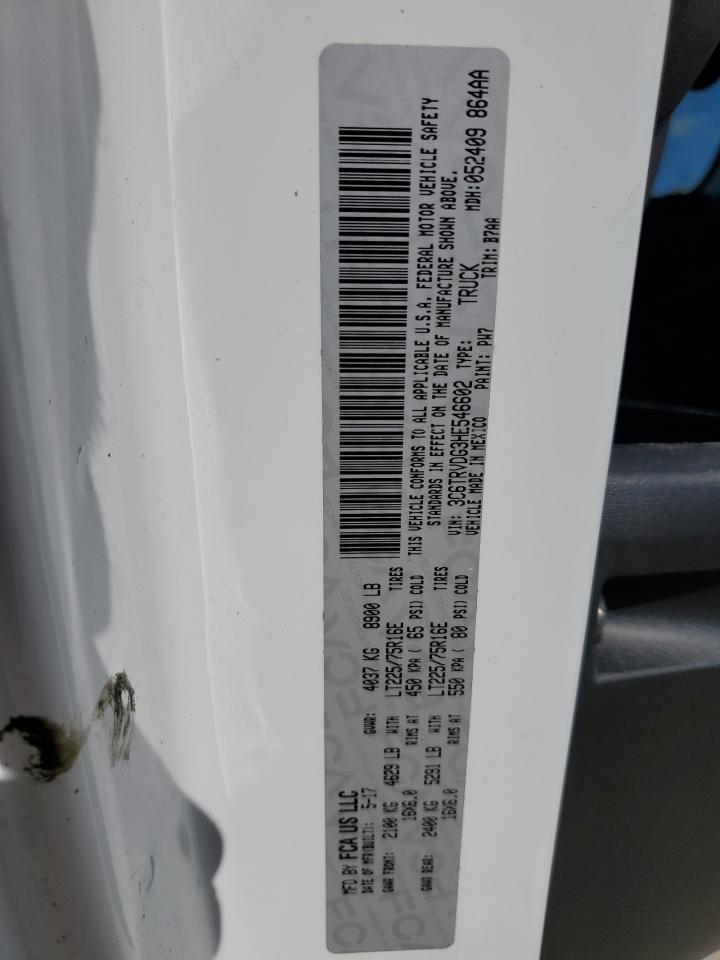 MFD BY FCA US LLC
DATE OF MFR(BUILT): 5-17 GVWR: 4037 KG 8900 LB
GAWR FRONT: 2100 KG 4629 LB WITH LT225/75R16E TIRES
16X6.0 RIMS AT 450 KPA ( 65 PSI) COLD
GAWR REAR: 2400 KG 5291 LB WITH LT225/75R16E TIRES
16X6.0 RIMS AT 550 KPA ( 80 PSI) COLD
THIS VEHICLE CONFORMS TO ALL APPLICABLE U.S.A. FEDERAL MOTOR VEHICLE SAFETY
STANDARDS IN EFFECT ON THE DATE OF MANUFACTURE SHOWN ABOVE.
VIN: 3C6TRVDG3HE546602 TYPE: TRUCK MDH:052409 864AA
VEHICLE MADE IN MEXICO PAINT: PW7 TRIM: B7AA